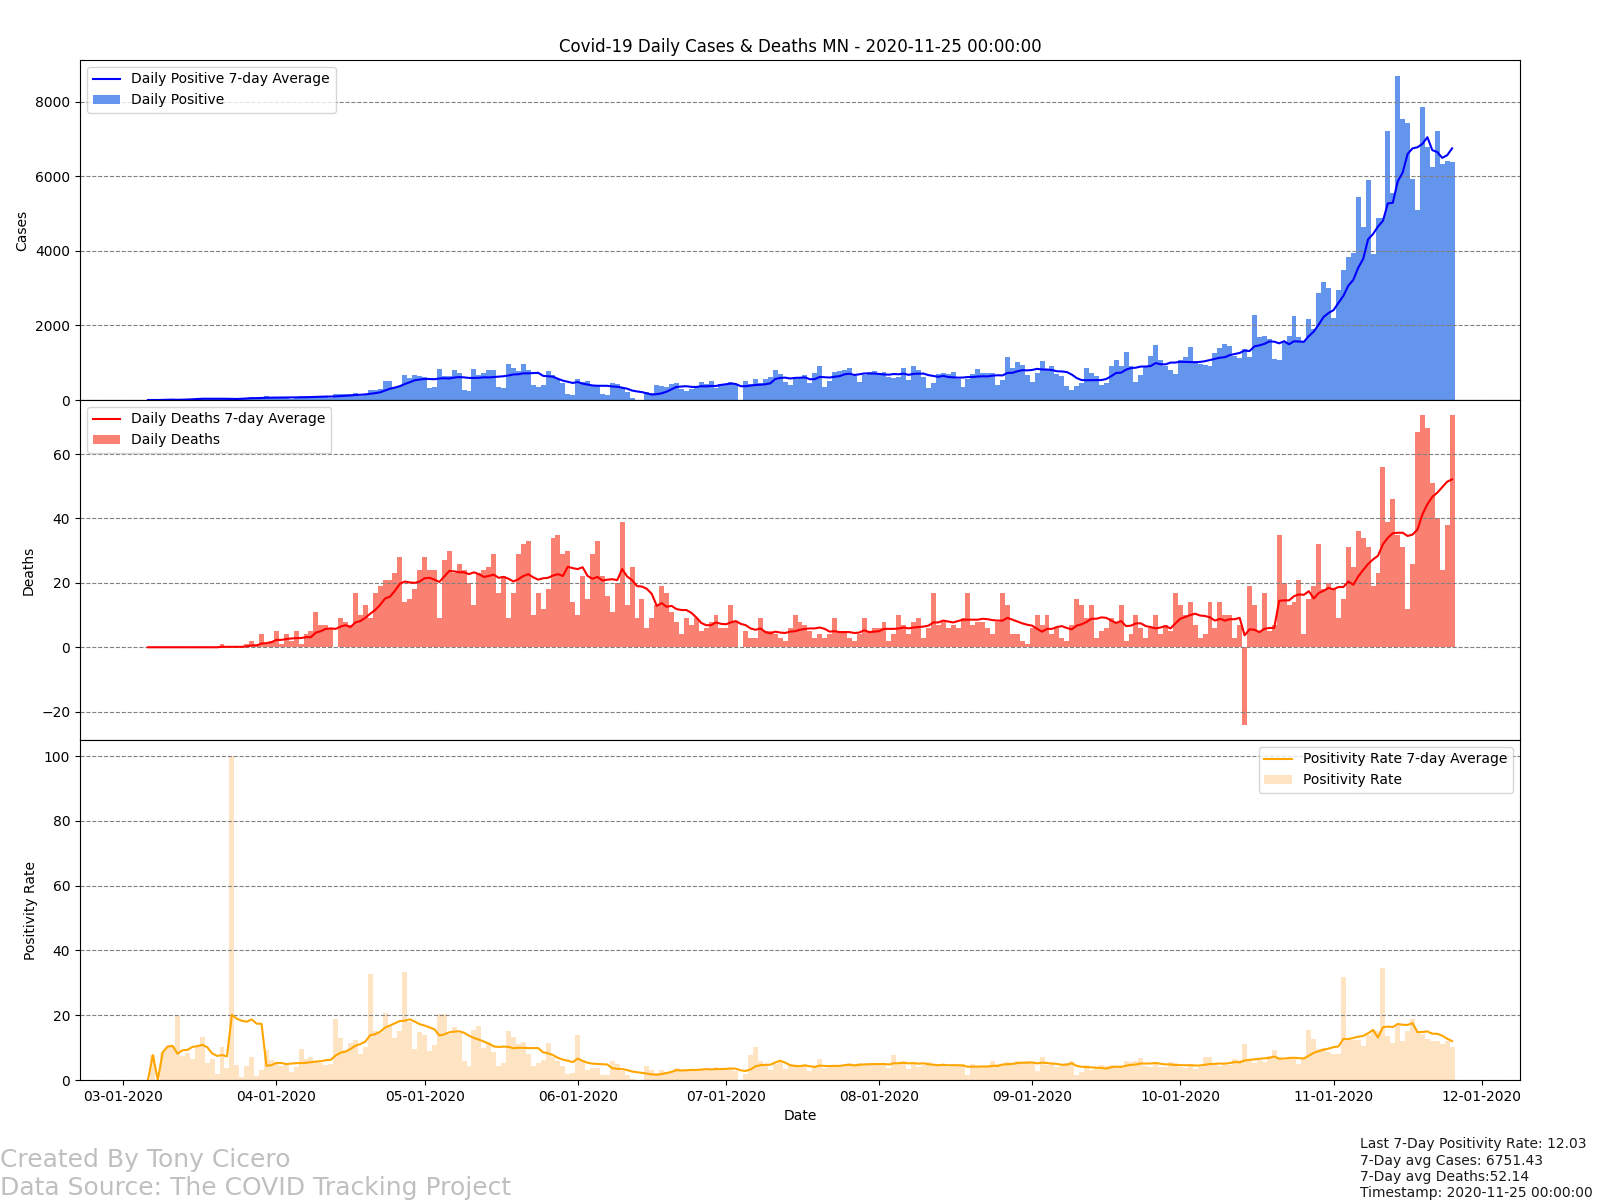 Covid-19 Daily Cases & Deaths MN - 2020-11-25 00:00:00
Daily Positive 7-day Average
Daily Positive
8000
6000
4000
2000
0
Cases
Daily Deaths 7-day Average
Daily Deaths
60
40
20
0
−20
Deaths
Positivity Rate 7-day Average
Positivity Rate
100
80
60
40
20
0
Positivity Rate
03-01-2020 04-01-2020 05-01-2020 06-01-2020 07-01-2020 08-01-2020 09-01-2020 10-01-2020 11-01-2020 12-01-2020
Date
Created By Tony Cicero
Data Source: The COVID Tracking Project
Last 7-Day Positivity Rate: 12.03
7-Day avg Cases: 6751.43
7-Day avg Deaths:52.14
Timestamp: 2020-11-25 00:00:00